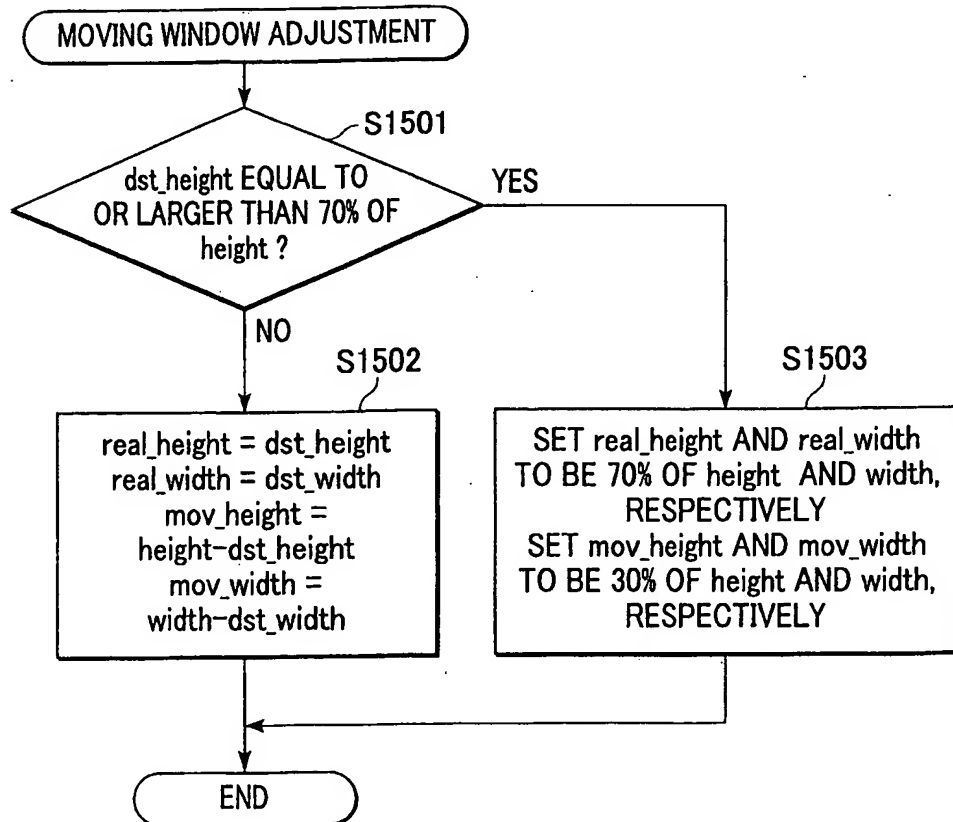 MOVING WINDOW ADJUSTMENT
S1501
dst_height EQUAL TO
OR LARGER THAN 70% OF
height ?
YES
NO
S1502
real_height = dst_height
real_width = dst_width
mov_height =
height-dst_height
mov_width =
width-dst_width
S1503
SET real_height AND real_width
TO BE 70% OF height AND width,
RESPECTIVELY
SET mov_height AND mov_width
TO BE 30% OF height AND width,
RESPECTIVELY
END